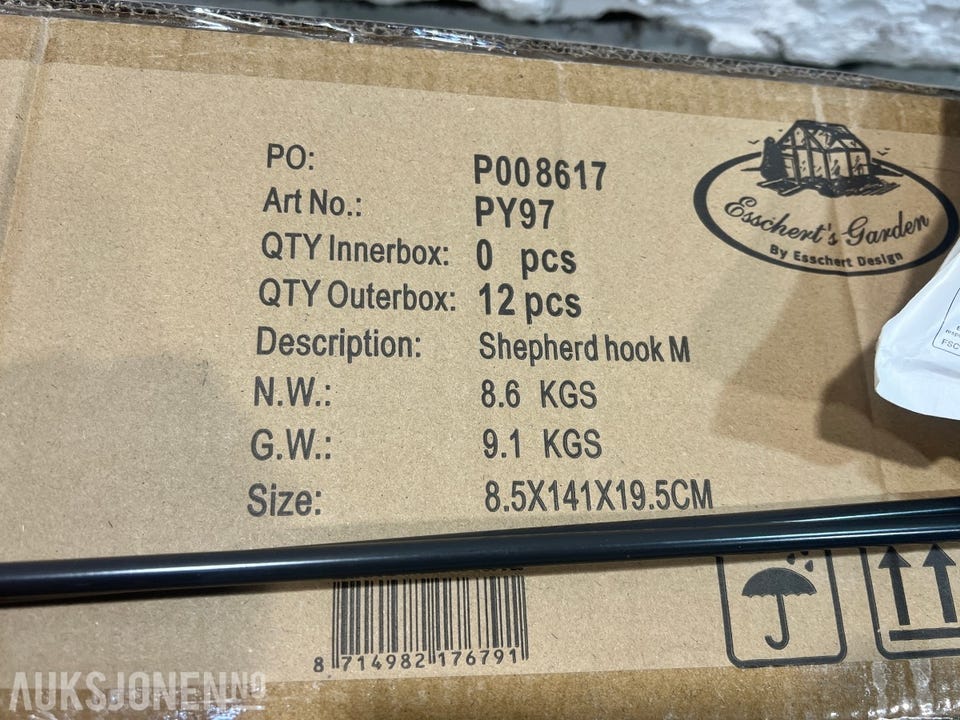 PO: P008617
Art No.: PY97
QTY Innerbox: 0 pcs
QTY Outerbox: 12 pcs
Description: Shepherd hook M
N.W.: 8.6 KGS
G.W.: 9.1 KGS
Size: 8.5X141X19.5CM
Esschert's Garden
By Esschert Design
FSC
8 714982 176791
AUKSJONEN.NO